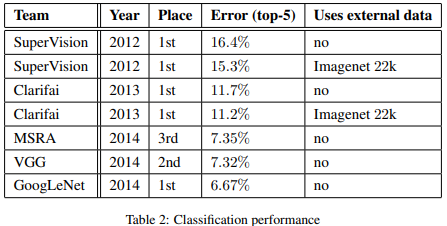 Team Year Place Error (top-5) Uses external data
SuperVision 2012 1st 16.4% no
SuperVision 2012 1st 15.3% Imagenet 22k
Clarifai 2013 1st 11.7% no
Clarifai 2013 1st 11.2% Imagenet 22k
MSRA 2014 3rd 7.35% no
VGG 2014 2nd 7.32% no
GoogLeNet 2014 1st 6.67% no
Table 2: Classification performance